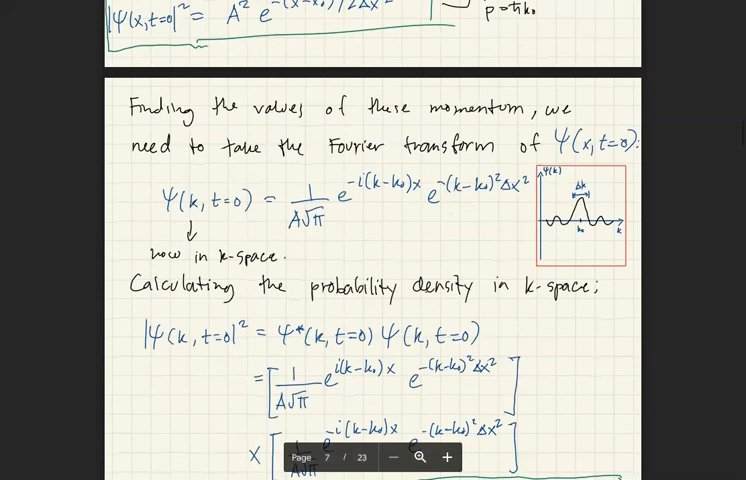 |Ψ(x,t=0)|² = A² e^-(x-x₀)²/2Δx²
p=ħk₀
Finding the values of these momentum, we
need to take the Fourier transform of Ψ(x,t=0):
Ψ(k,t=0) = 1/A√π e^-i(k-k₀)x e^-(k-k₀)²Δx²
Ψ(k)
Δk
k₀
k
now in k-space.
Calculating the probability density in k-space;
|Ψ(k,t=0)|² = Ψ*(k,t=0) Ψ(k,t=0)
= [1/A√π e^i(k-k₀)x e^-(k-k₀)²Δx²]
× [1/A√π e^-i(k-k₀)x e^-(k-k₀)²Δx²]
Page 7 / 23